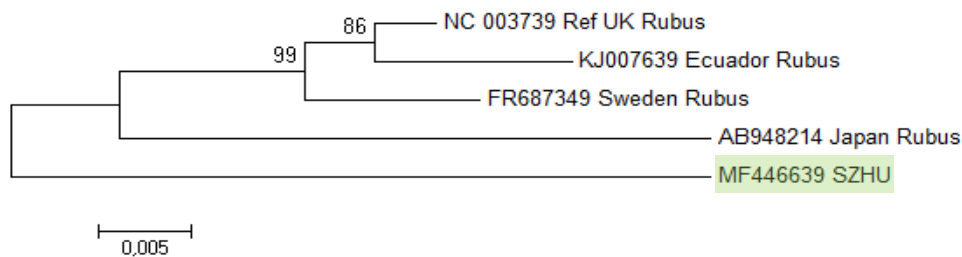 86
NC 003739 Ref UK Rubus
99
KJ007639 Ecuador Rubus
FR687349 Sweden Rubus
AB948214 Japan Rubus
MF446639 SZHU
0,005